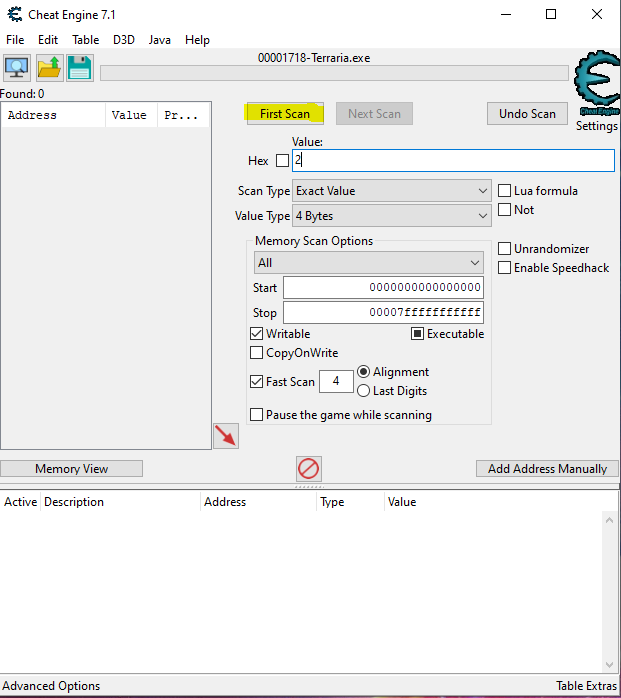 Cheat Engine 7.1
File Edit Table D3D Java Help
00001718-Terraria.exe
Found: 0
Address Value Pr...
First Scan Next Scan Undo Scan
Cheat Engine
Settings
Value:
Hex 2
Scan Type Exact Value Lua formula
Value Type 4 Bytes Not
Memory Scan Options
All
Unrandomizer
Enable Speedhack
Start 0000000000000000
Stop 00007fffffffffff
Writable Executable
CopyOnWrite
Fast Scan 4 Alignment
Last Digits
Pause the game while scanning
Memory View Add Address Manually
Active Description Address Type Value
Advanced Options Table Extras